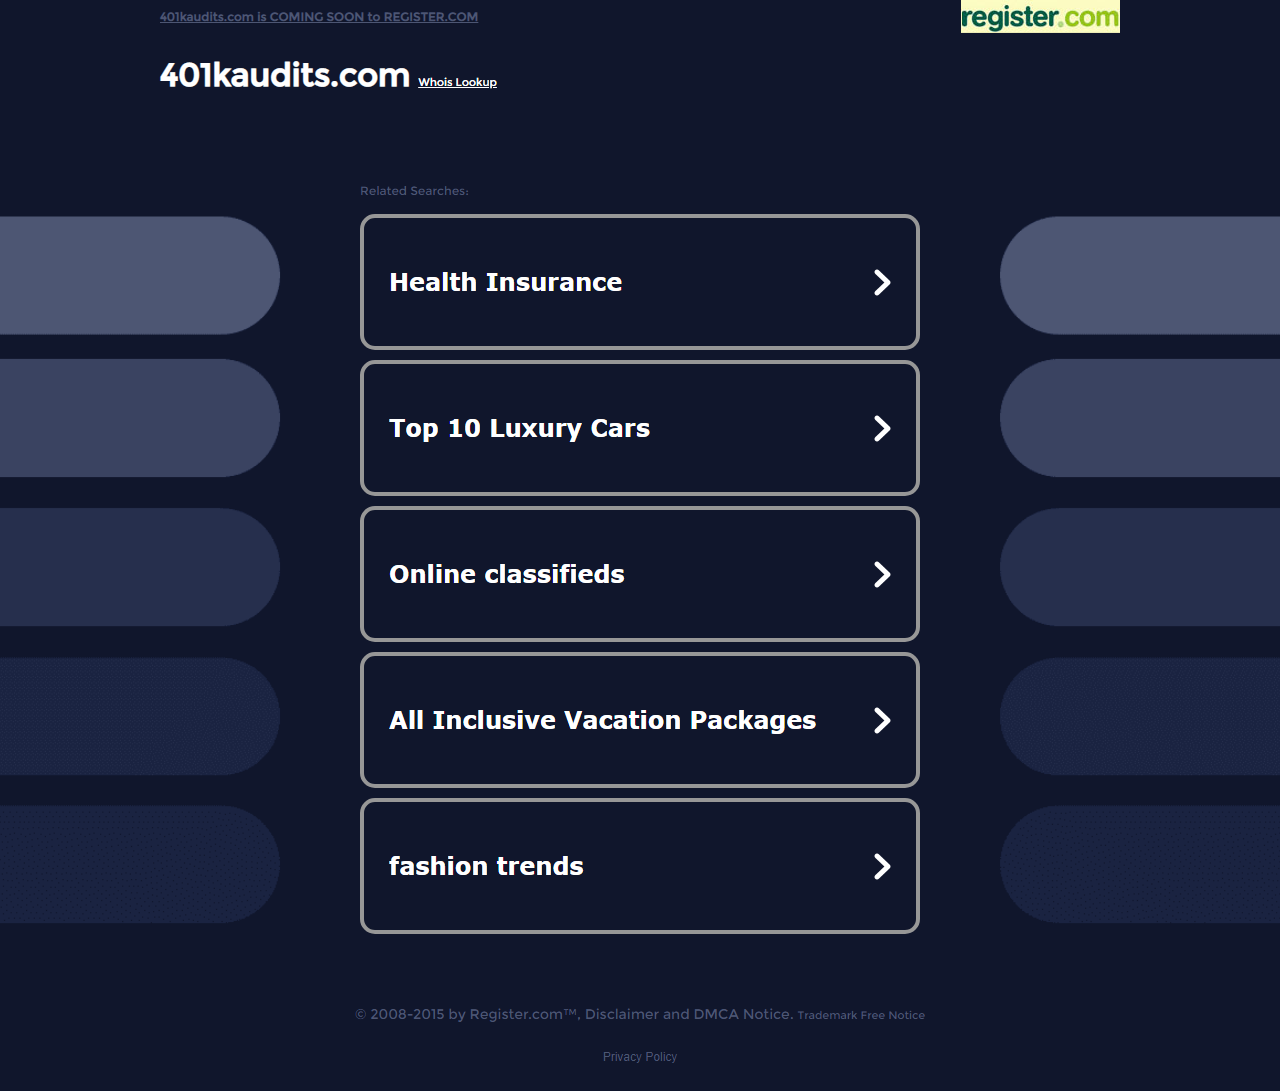 401kaudits.com is COMING SOON to REGISTER.COM
register.com
401kaudits.com Whois Lookup
Related Searches:
Health Insurance
Top 10 Luxury Cars
Online classifieds
All Inclusive Vacation Packages
fashion trends
© 2008-2015 by Register.com™, Disclaimer and DMCA Notice. Trademark Free Notice
Privacy Policy